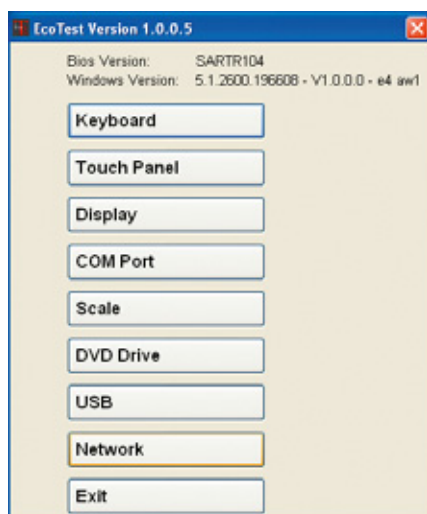 EcoTest Version 1.0.0.5
Bios Version: SARTR104
Windows Version: 5.1.2600.196608 - V1.0.0.0 - e4 aw1
Keyboard
Touch Panel
Display
COM Port
Scale
DVD Drive
USB
Network
Exit